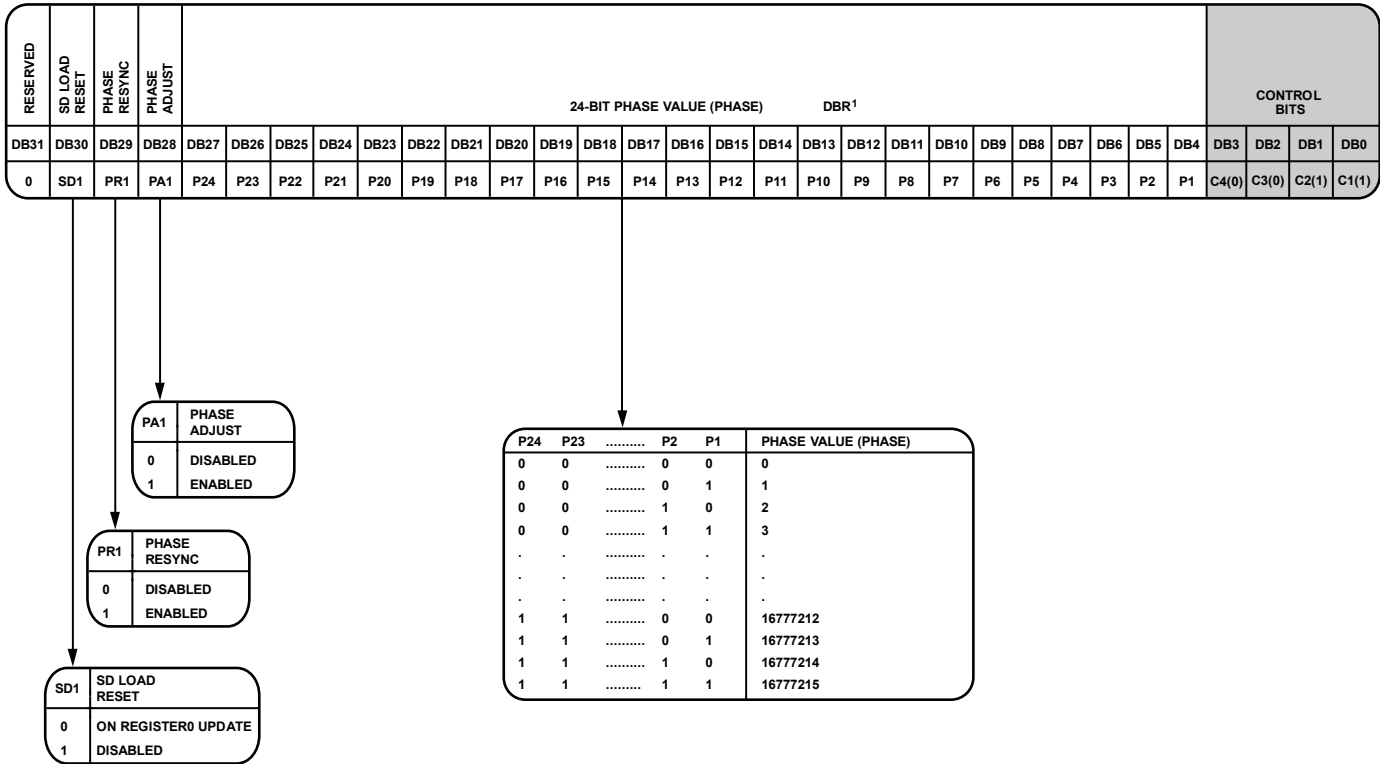 RESERVED
SD LOAD
RESET
PHASE
RESYNC
PHASE
ADJUST
24-BIT PHASE VALUE (PHASE) DBR1
CONTROL
BITS
DB31 DB30 DB29 DB28 DB27 DB26 DB25 DB24 DB23 DB22 DB21 DB20 DB19 DB18 DB17 DB16 DB15 DB14 DB13 DB12 DB11 DB10 DB9 DB8 DB7 DB6 DB5 DB4 DB3 DB2 DB1 DB0
0 SD1 PR1 PA1 P24 P23 P22 P21 P20 P19 P18 P17 P16 P15 P14 P13 P12 P11 P10 P9 P8 P7 P6 P5 P4 P3 P2 P1 C4(0) C3(0) C2(1) C1(1)
PA1 PHASE
ADJUST
0 DISABLED
1 ENABLED
PR1 PHASE
RESYNC
0 DISABLED
1 ENABLED
SD1 SD LOAD
RESET
0 ON REGISTER0 UPDATE
1 DISABLED
P24 P23 .......... P2 P1 PHASE VALUE (PHASE)
0 0 .......... 0 0 0
0 0 .......... 0 1 1
0 0 .......... 1 0 2
0 0 .......... 1 1 3
. . .......... . . .
. . .......... . . .
. . .......... . . .
1 1 .......... 0 0 16777212
1 1 .......... 0 1 16777213
1 1 .......... 1 0 16777214
1 1 ......... 1 1 16777215